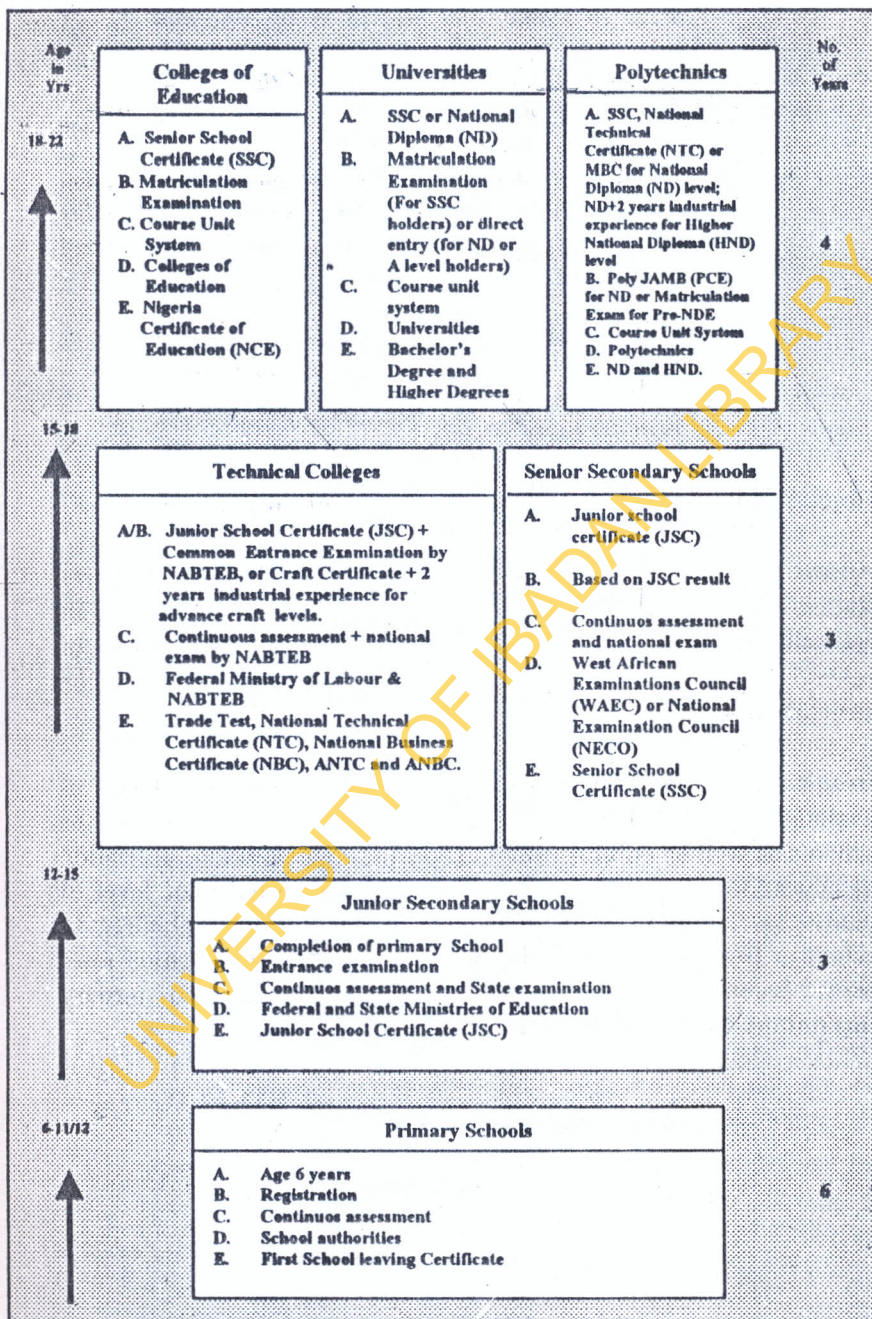 Age
in
Yrs
No.
of
Years
18-22
Colleges of
Education
A. Senior School
Certificate (SSC)
B. Matriculation
Examination
C. Course Unit
System
D. Colleges of
Education
E. Nigeria
Certificate of
Education (NCE)
Universities
A. SSC or National
Diploma (ND)
B. Matriculation
Examination
(For SSC
holders) or direct
entry (for ND or
A level holders)
C. Course unit
system
D. Universities
E. Bachelor's
Degree and
Higher Degrees
Polytechnics
A. SSC, National
Technical
Certificate (NTC) or
MBC for National
Diploma (ND) level;
ND+2 years industrial
experience for Higher
National Diploma (HND)
level
B. Poly JAMB (PCE)
for ND or Matriculation
Exam for Pre-NDE
C. Course Unit System
D. Polytechnics
E. ND and HND.
4
15-18
Technical Colleges
A/B. Junior School Certificate (JSC) +
Common Entrance Examination by
NABTEB, or Craft Certificate + 2
years industrial experience for
advance craft levels.
C. Continuous assessment + national
exam by NABTEB
D. Federal Ministry of Labour &
NABTEB
E. Trade Test, National Technical
Certificate (NTC), National Business
Certificate (NBC), ANTC and ANBC.
Senior Secondary Schools
A. Junior school
certificate (JSC)
B. Based on JSC result
C. Continuos assessment
and national exam
D. West African
Examinations Council
(WAEC) or National
Examination Council
(NECO)
E. Senior School
Certificate (SSC)
3
12-15
Junior Secondary Schools
A. Completion of primary School
B. Entrance examination
C. Continuos assessment and State examination
D. Federal and State Ministries of Education
E. Junior School Certificate (JSC)
3
6-11/12
Primary Schools
A. Age 6 years
B. Registration
C. Continuos assessment
D. School authorities
E. First School leaving Certificate
6
UNIVERSITY OF IBADAN LIBRARY